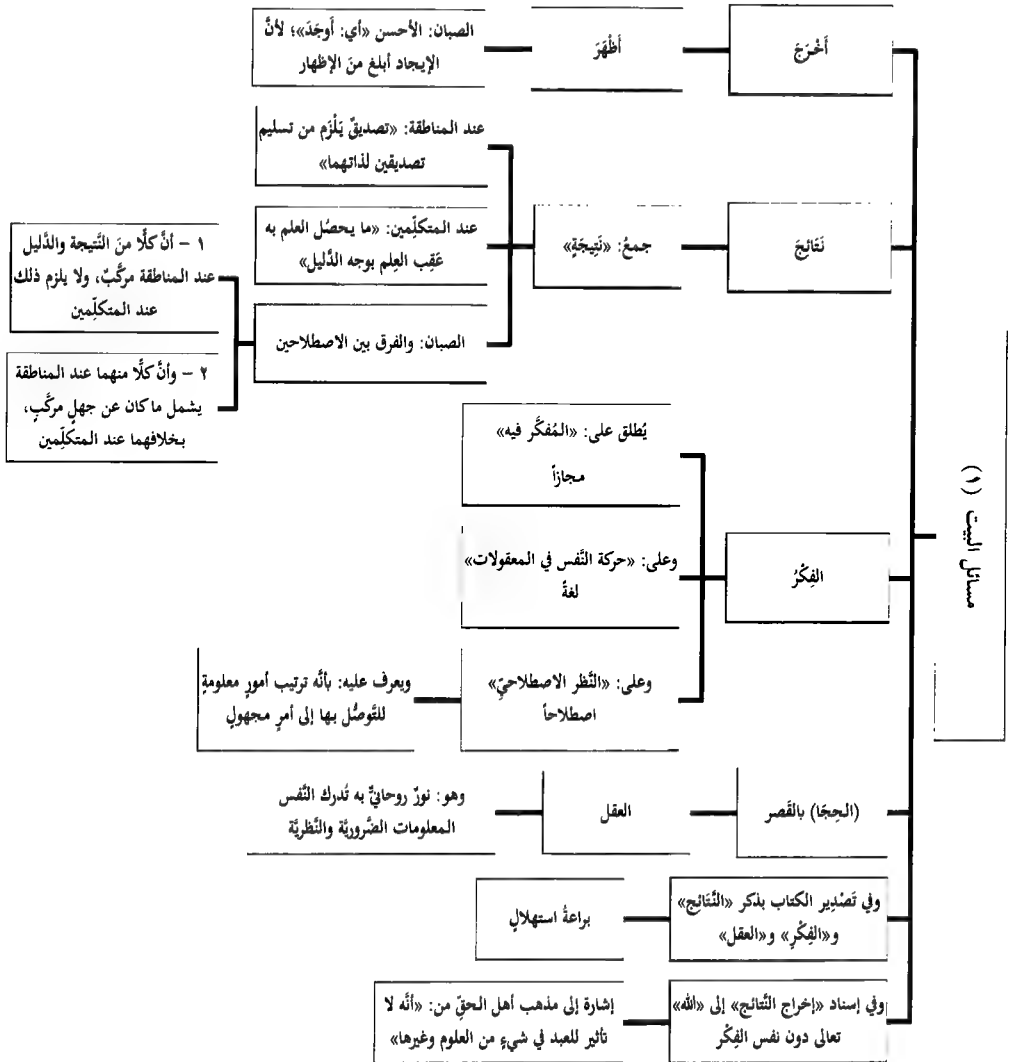 مسائل البيت (١)
أَخْرَجَ
أَظْهَرَ
الصبان: الأحسن «أي: أَوجَدَ»؛ لأنَّ
الإيجاد أبلغ منَ الإظهار
نَتَائِجَ
جمعُ: «نَتِيجَةٍ»
عند المناطقة: «تصديقٌ يَلْزَم من تسليم
تصديقين لذاتهما»
عند المتكلِّمين: «ما يحصُل العلم به
عَقِب العِلم بوجه الدَّليل»
الصبان: والفرق بين الاصطلاحين
١ – أنَّ كلًّا منَ النَّتيجة والدَّليل
عند المناطقة مركَّبٌ، ولا يلزم ذلك
عند المتكلِّمين
٢ – وأنَّ كلًّا منهما عند المناطقة
يشمل ما كان عن جهلٍ مركَّبٍ،
بخلافهما عند المتكلِّمين
الفِكْرُ
يُطلق على: «المُفكَّر فيه»
مجازاً
وعلى: «حركة النَّفس في المعقولات»
لغةً
وعلى: «النَّظر الاصطلاحيِّ»
اصطلاحاً
ويعرف عليه: بأنَّه ترتيب أمورٍ معلومةٍ
للتَّوصُّل بها إلى أمرٍ مجهولٍ
(الحِجَا) بالقَصر
العقل
وهو: نورٌ روحانيٌّ به تُدرك النَّفس
المعلومات الضَّروريَّة والنَّظريَّة
وفي تَصْدِير الكتاب بذكر «النَّتَائِج»
و«الفِكْرِ» و«العقل»
براعةُ استهلالٍ
وفي إسناد «إخراج النَّتائج» إلى «الله»
تعالى دون نفس الفِكْر
إشارة إلى مذهب أهل الحقِّ من: «أنَّه لا
تأثير للعبد في شيءٍ من العلوم وغيرها»